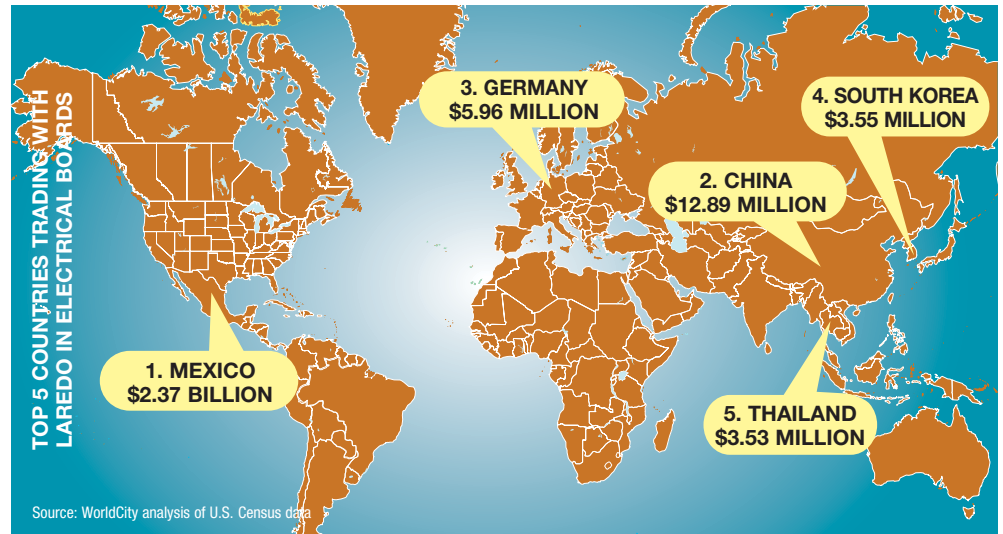 TOP 5 COUNTRIES TRADING WITH
LAREDO IN ELECTRICAL BOARDS
3. GERMANY
$5.96 MILLION
4. SOUTH KOREA
$3.55 MILLION
2. CHINA
$12.89 MILLION
1. MEXICO
$2.37 BILLION
5. THAILAND
$3.53 MILLION
Source: WorldCity analysis of U.S. Census data